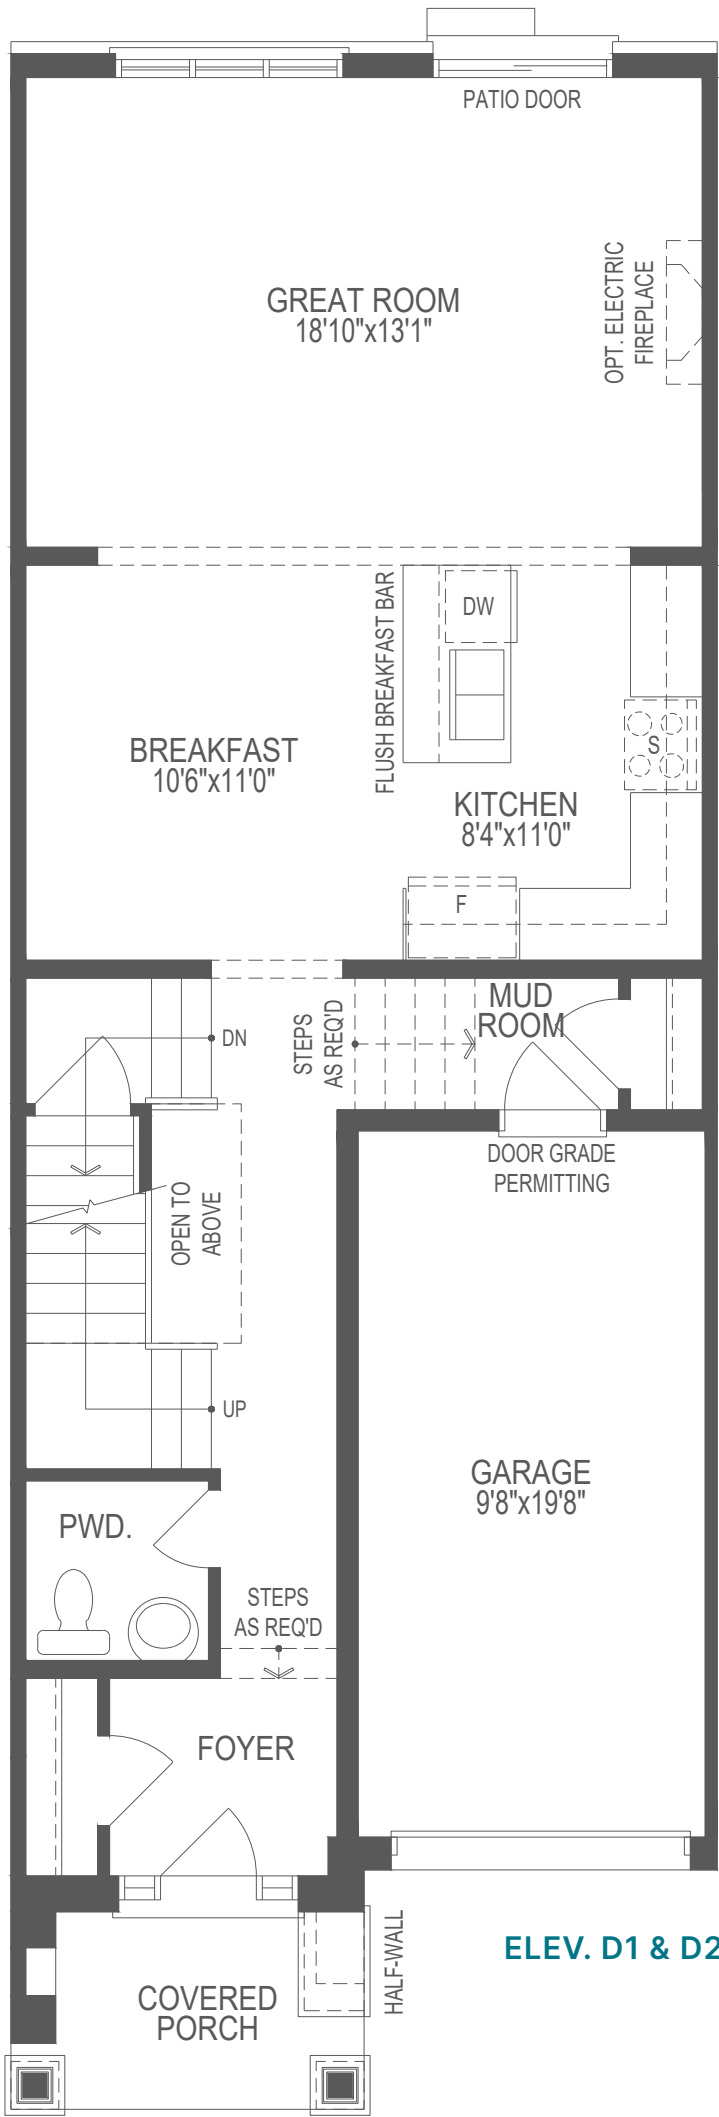 PATIO DOOR
GREAT ROOM
18'10"x13'1"
OPT. ELECTRIC
FIREPLACE
FLUSH BREAKFAST BAR
DW
BREAKFAST
10'6"x11'0"
S
KITCHEN
8'4"x11'0"
F
MUD
ROOM
STEPS
AS REQ'D
DN
DOOR GRADE
PERMITTING
OPEN TO
ABOVE
UP
GARAGE
9'8"x19'8"
PWD.
STEPS
AS REQ'D
FOYER
HALF-WALL
ELEV. D1 & D2
COVERED
PORCH